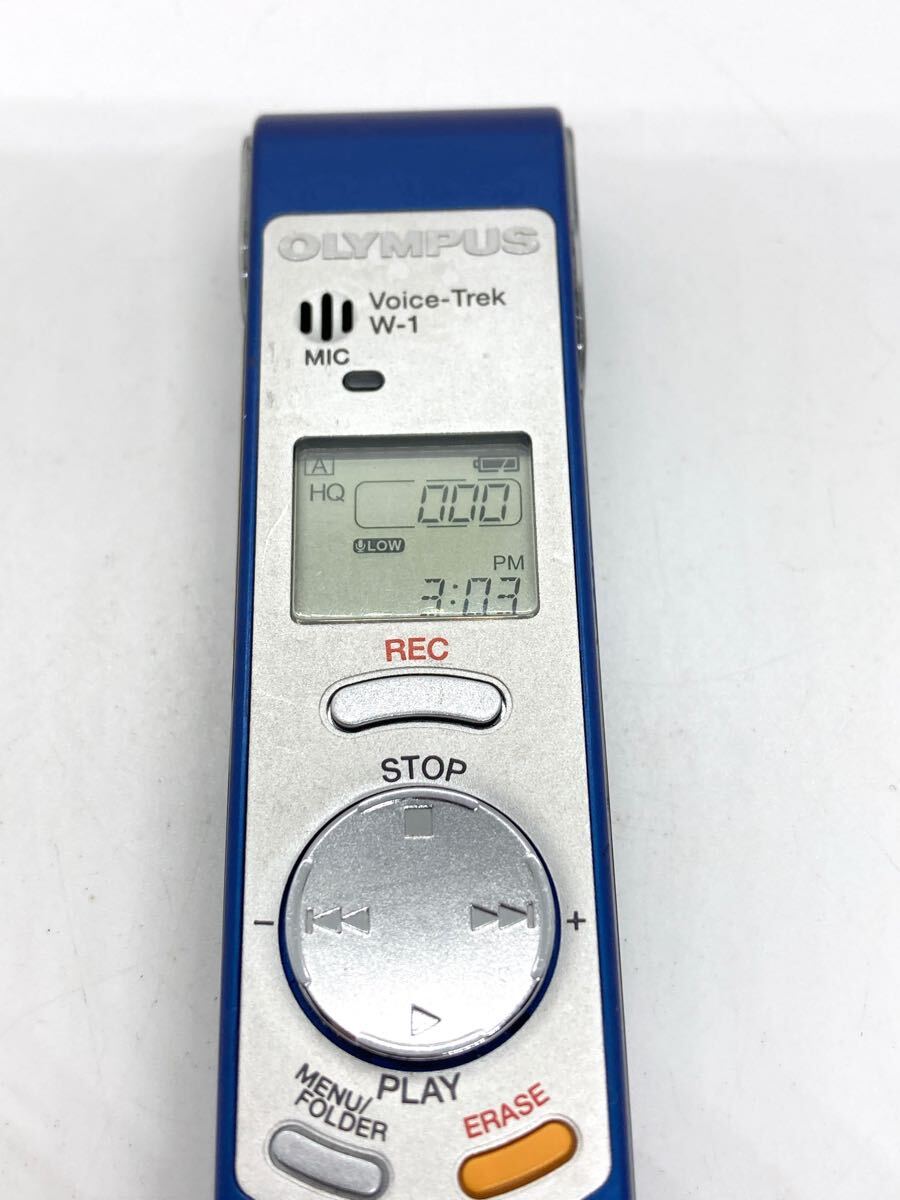 OLYMPUS
Voice-Trek
W-1
MIC
A
HQ 000
LOW
PM
3:03
REC
STOP
- +
PLAY
MENU/
FOLDER
ERASE